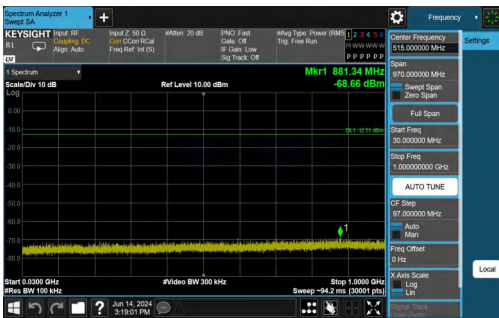 Spectrum Analyzer 1
Swept SA
Frequency
KEYSIGHT
Input: RF
Coupling: DC
Align: Auto
Input Z: 50 Ω
Corr CCorr RCal
Freq Ref: Int (S)
#Atten: 20 dB
PNO: Fast
Gate: Off
IF Gain: Low
Sig Track: Off
#Avg Type: Power (RMS
Trig: Free Run
1 2 3 4 5 6
M W W W W W
P P P P P P
RL
LXI
1 Spectrum
Scale/Div 10 dB
Log
Ref Level 10.00 dBm
Mkr1 881.34 MHz
-68.66 dBm
0.00
-10.0
-20.0
-30.0
-40.0
-50.0
-60.0
-70.0
-80.0
1
Start 0.0300 GHz
#Res BW 100 kHz
#Video BW 300 kHz
Stop 1.0000 GHz
Sweep ~94.2 ms (30001 pts)
Jun 14, 2024
3:19:01 PM
Center Frequency
515.000000 MHz
Settings
Span
970.000000 MHz
Swept Span
Zero Span
Full Span
Start Freq
30.000000 MHz
Stop Freq
1.000000000 GHz
AUTO TUNE
CF Step
97.000000 MHz
Auto
Man
Freq Offset
0 Hz
X Axis Scale
Log
Lin
Local
Signal Track